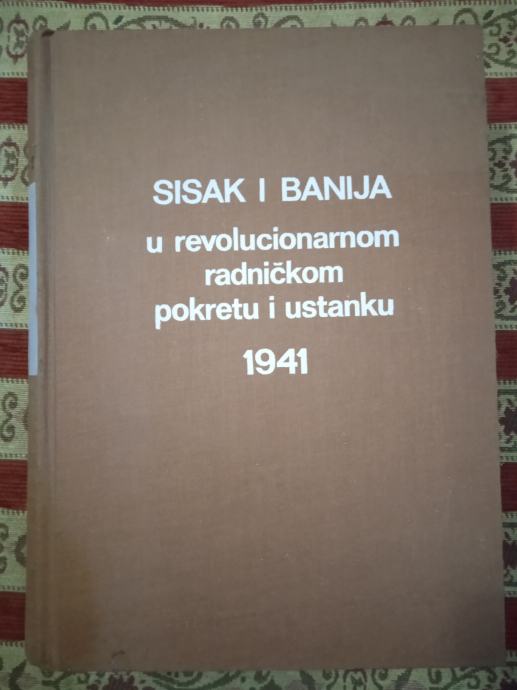 SISAK I BANIJA
u revolucionarnom
radničkom
pokretu i ustanku
1941